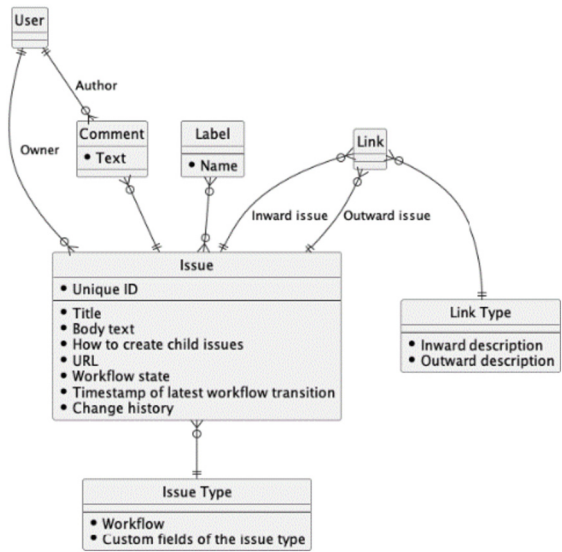 User
Author
Owner
Comment
• Text
Label
• Name
Link
Inward issue
Outward issue
Issue
• Unique ID
• Title
• Body text
• How to create child issues
• URL
• Workflow state
• Timestamp of latest workflow transition
• Change history
Link Type
• Inward description
• Outward description
Issue Type
• Workflow
• Custom fields of the issue type